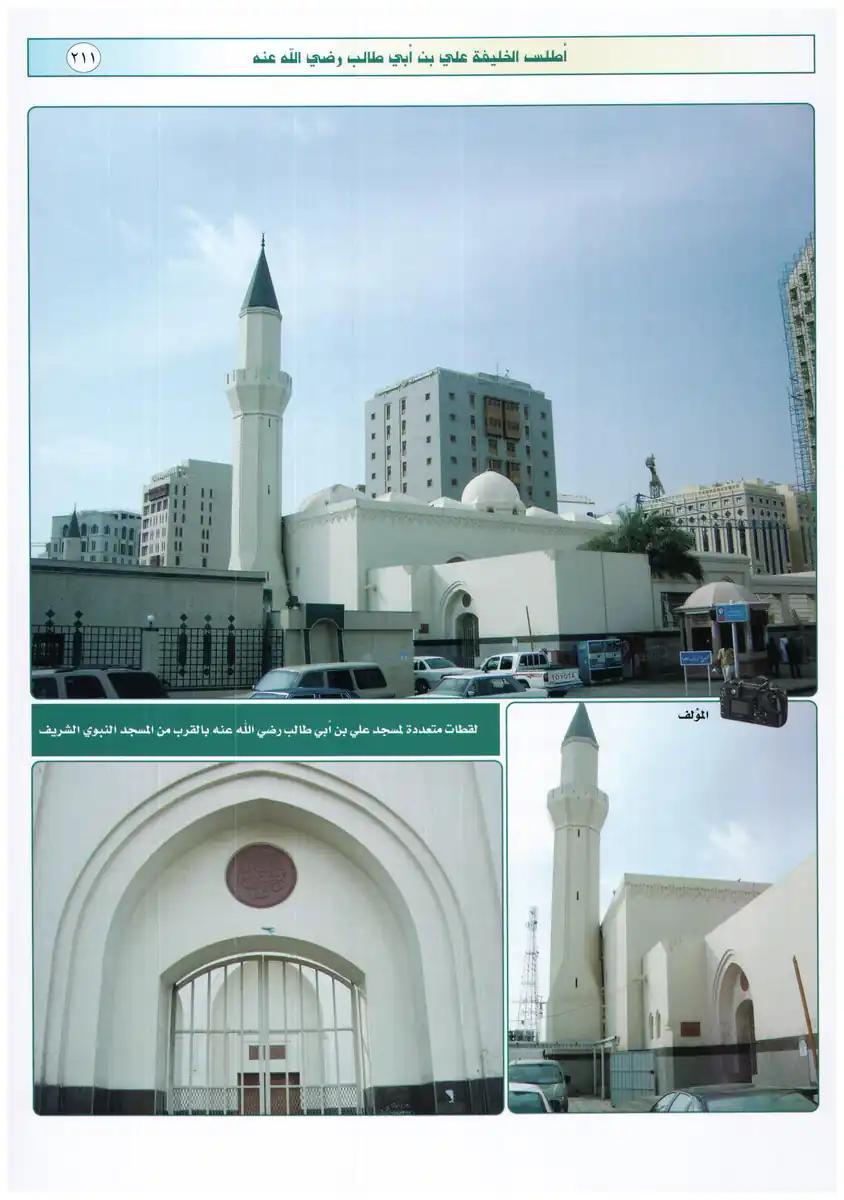 أطلس الخليفة علي بن أبي طالب رضي الله عنه
٢١١
المؤلف
لقطات متعددة لمسجد علي بن أبي طالب رضي الله عنه بالقرب من المسجد النبوي الشريف
TOYOTA